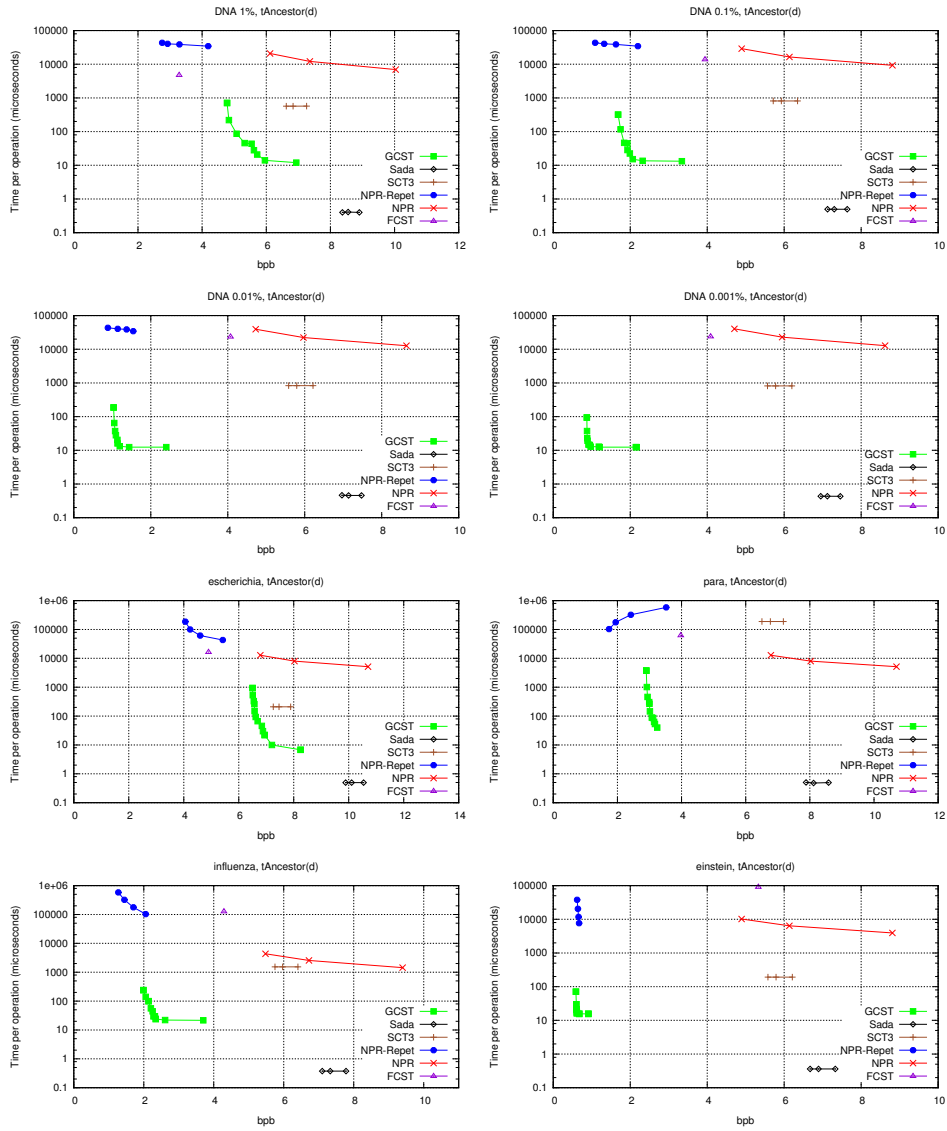 DNA 1%, tAncestor(d)
Time per operation (microseconds)
100000
10000
1000
100
10
1
0.1
0 2 4 6 8 10 12
bpb
GCST
Sada
SCT3
NPR-Repet
NPR
FCST
DNA 0.1%, tAncestor(d)
Time per operation (microseconds)
100000
10000
1000
100
10
1
0.1
0 2 4 6 8 10
bpb
GCST
Sada
SCT3
NPR-Repet
NPR
FCST
DNA 0.01%, tAncestor(d)
Time per operation (microseconds)
100000
10000
1000
100
10
1
0.1
0 2 4 6 8 10
bpb
GCST
Sada
SCT3
NPR-Repet
NPR
FCST
DNA 0.001%, tAncestor(d)
Time per operation (microseconds)
100000
10000
1000
100
10
1
0.1
0 2 4 6 8 10
bpb
GCST
Sada
SCT3
NPR-Repet
NPR
FCST
escherichia, tAncestor(d)
Time per operation (microseconds)
1e+06
100000
10000
1000
100
10
1
0.1
0 2 4 6 8 10 12 14
bpb
GCST
Sada
SCT3
NPR-Repet
NPR
FCST
para, tAncestor(d)
Time per operation (microseconds)
1e+06
100000
10000
1000
100
10
1
0.1
0 2 4 6 8 10 12
bpb
GCST
Sada
SCT3
NPR-Repet
NPR
FCST
influenza, tAncestor(d)
Time per operation (microseconds)
1e+06
100000
10000
1000
100
10
1
0.1
0 2 4 6 8 10
bpb
GCST
Sada
SCT3
NPR-Repet
NPR
FCST
einstein, tAncestor(d)
Time per operation (microseconds)
100000
10000
1000
100
10
1
0.1
0 2 4 6 8 10
bpb
GCST
Sada
SCT3
NPR-Repet
NPR
FCST